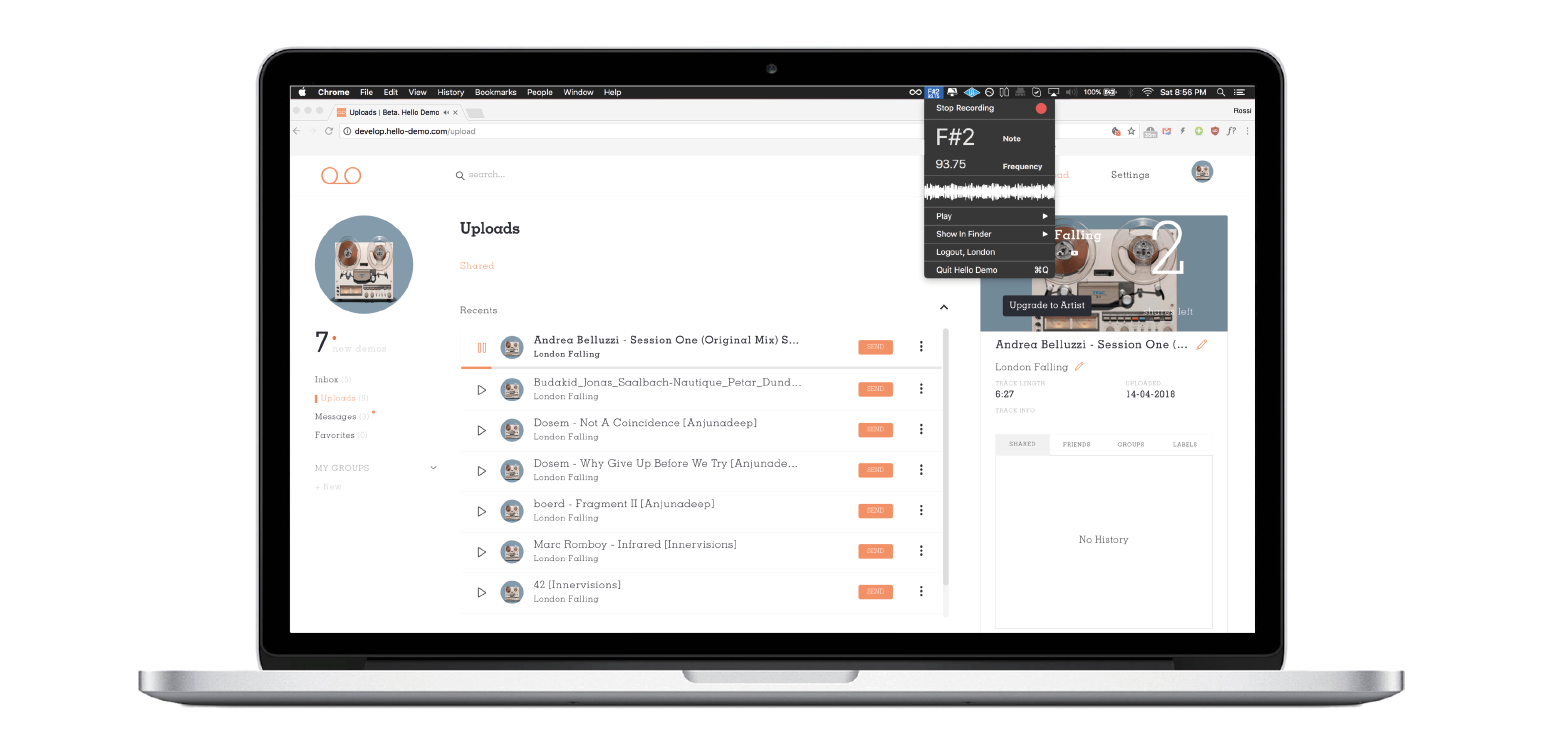 Chrome File Edit View History Bookmarks People Window Help
F#2
93.75
100%
Sat 8:56 PM
Uploads | Beta. Hello Demo
Rossi
develop.hello-demo.com/upload
f?
Stop Recording
F#2 Note
93.75 Frequency
Play
Show In Finder
Logout, London
Quit Hello Demo ⌘Q
search...
Settings
Uploads
Shared
Recents
7 new demos
Inbox (3)
Uploads (9)
Messages (3)
Favorites (0)
MY GROUPS
+ New
Andrea Belluzzi - Session One (Original Mix) S...
London Falling
SEND
Budakid_Jonas_Saalbach-Nautique_Petar_Dund...
London Falling
SEND
Dosem - Not A Coincidence [Anjunadeep]
London Falling
SEND
Dosem - Why Give Up Before We Try [Anjunade...
London Falling
SEND
boerd - Fragment II [Anjunadeep]
London Falling
SEND
Marc Romboy - Infrared [Innervisions]
London Falling
SEND
42 [Innervisions]
London Falling
SEND
Falling
2
left
Upgrade to Artist
Andrea Belluzzi - Session One (...
London Falling
TRACK LENGTH UPLOADED
6:27 14-04-2018
TRACK INFO
SHARED FRIENDS GROUPS LABELS
No History